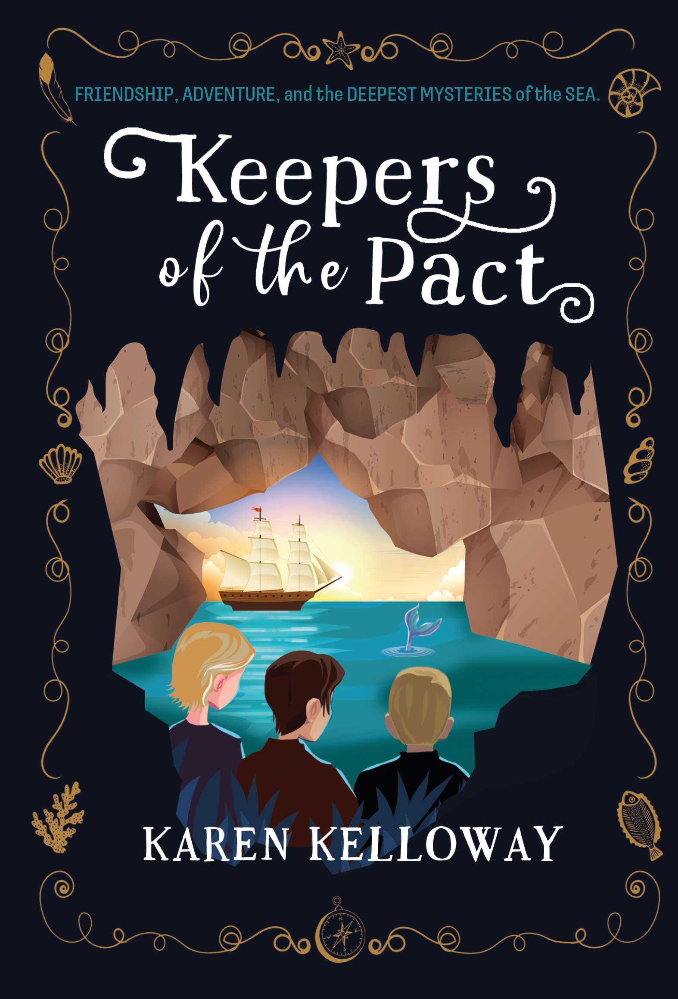 FRIENDSHIP, ADVENTURE, and the DEEPEST MYSTERIES of the SEA.
Keepers
of the Pact
KAREN KELLOWAY
N
W E
S